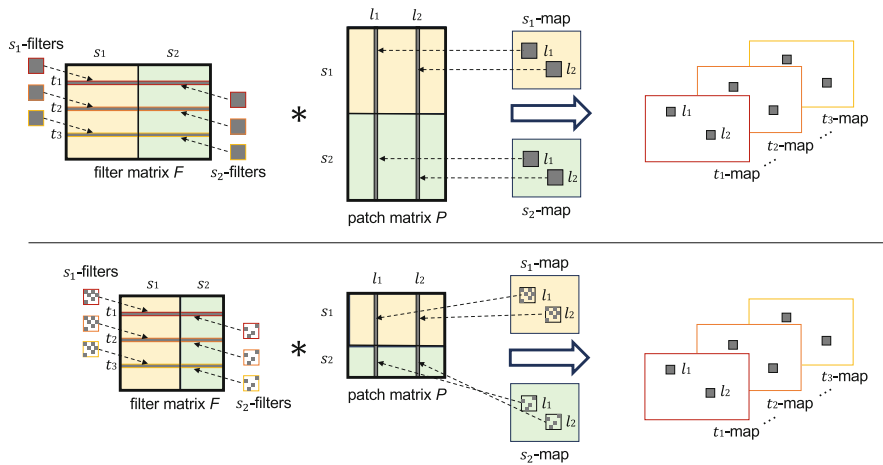 s₁-filters
s₁
s₂
t₁
t₂
t₃
s₂-filters
filter matrix F
*
l₁
l₂
s₁
s₂
patch matrix P
s₁-map
l₁
l₂
l₁
l₂
s₂-map
l₁
l₂
t₃-map
t₂-map
t₁-map
...
...
s₁-filters
s₁
s₂
t₁
t₂
t₃
s₂-filters
filter matrix F
*
l₁
l₂
s₁
s₂
patch matrix P
s₁-map
l₁
l₂
l₁
l₂
s₂-map
l₁
l₂
t₃-map
t₂-map
t₁-map
...
...